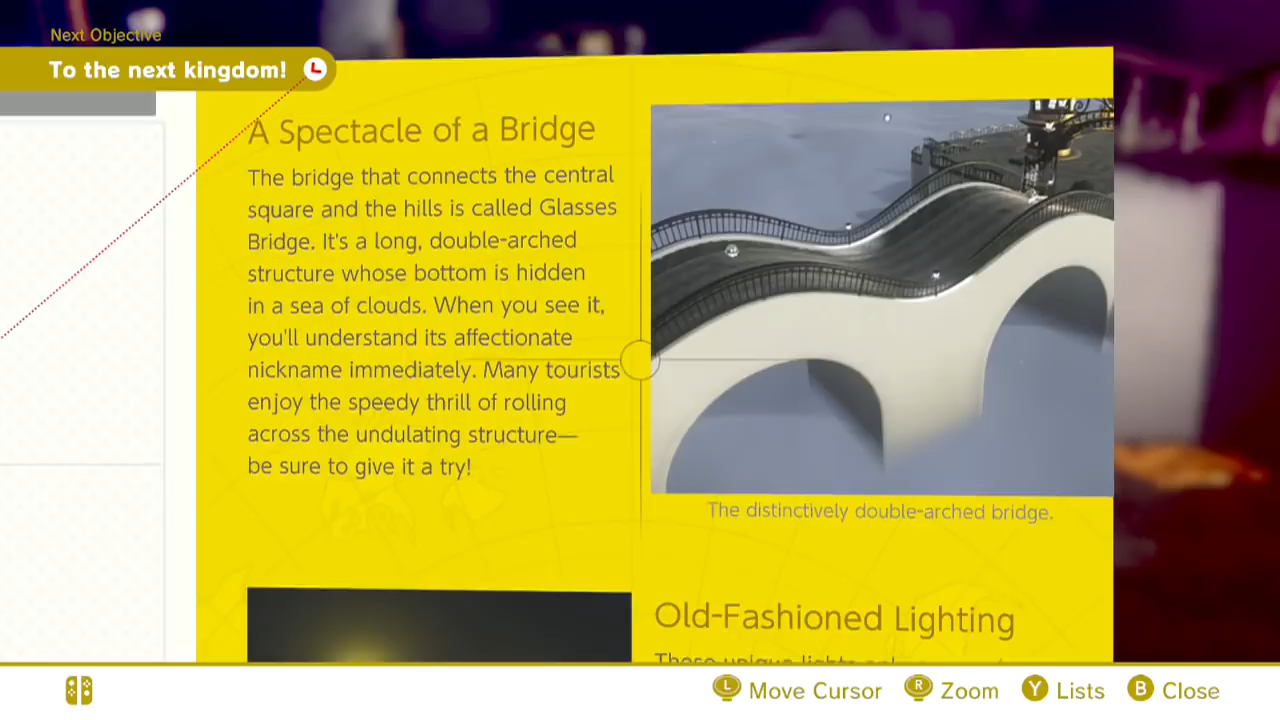 Next Objective
To the next kingdom!
A Spectacle of a Bridge
The bridge that connects the central
square and the hills is called Glasses
Bridge. It's a long, double-arched
structure whose bottom is hidden
in a sea of clouds. When you see it,
you'll understand its affectionate
nickname immediately. Many tourists
enjoy the speedy thrill of rolling
across the undulating structure—
be sure to give it a try!
The distinctively double-arched bridge.
Old-Fashioned Lighting
These unique lights
L Move Cursor
R Zoom
Y Lists
B Close